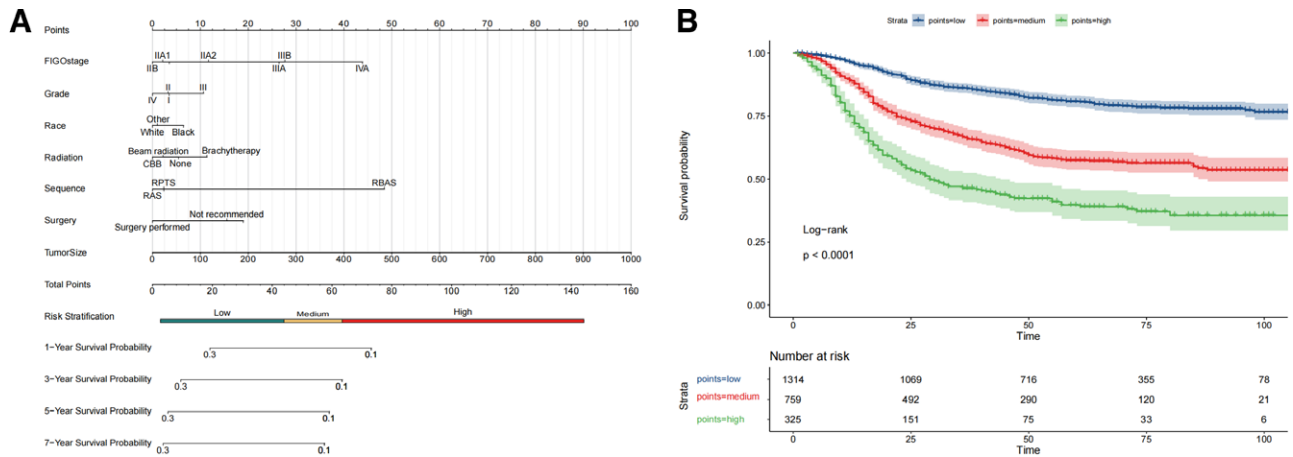 A
Points
0 10 20 30 40 50 60 70 80 90 100
FIGOstage
IIA1 IIA2 IIIB
IIB IIIA IVA
Grade
II III
IV I
Race
Other
White Black
Radiation
Beam radiation Brachytherapy
CBB None
Sequence
RPTS RBAS
RAS
Surgery
Not recommended
Surgery performed
TumorSize
0 100 200 300 400 500 600 700 800 900 1000
Total Points
0 20 40 60 80 100 120 140 160
Risk Stratification
Low Medium High
1−Year Survival Probability
0.3 0.1
3−Year Survival Probability
0.3 0.1
5−Year Survival Probability
0.3 0.1
7−Year Survival Probability
0.3 0.1
B
Strata points=low points=medium points=high
Survival probability
1.00
0.75
0.50
0.25
0.00
Log−rank
p < 0.0001
0 25 50 75 100
Time
Number at risk
Strata
points=low 1314 1069 716 355 78
points=medium 759 492 290 120 21
points=high 325 151 75 33 6
0 25 50 75 100
Time